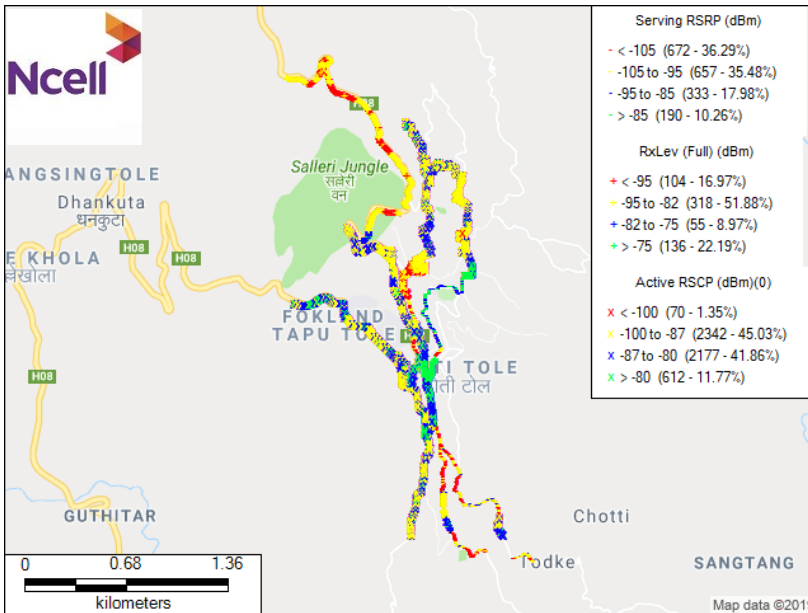 Ncell
Serving RSRP (dBm)
- < -105 (672 - 36.29%)
-105 to -95 (657 - 35.48%)
- -95 to -85 (333 - 17.98%)
- > -85 (190 - 10.26%)
RxLev (Full) (dBm)
+ < -95 (104 - 16.97%)
+ -95 to -82 (318 - 51.88%)
+ -82 to -75 (55 - 8.97%)
+ > -75 (136 - 22.19%)
Active RSCP (dBm)(0)
x < -100 (70 - 1.35%)
x -100 to -87 (2342 - 45.03%)
x -87 to -80 (2177 - 41.86%)
x > -80 (612 - 11.77%)
H08
Salleri Jungle
सल्लेरी
वन
ANGSINGTOLE
Dhankuta
धनकुटा
H08
E KHOLA
लेखोला
H08
FOKLAND
TAPU TOLE
H08
TI TOLE
ाती टोल
GUTHITAR
Chotti
Todke
SANGTANG
0 0.68 1.36
kilometers
Map data ©201